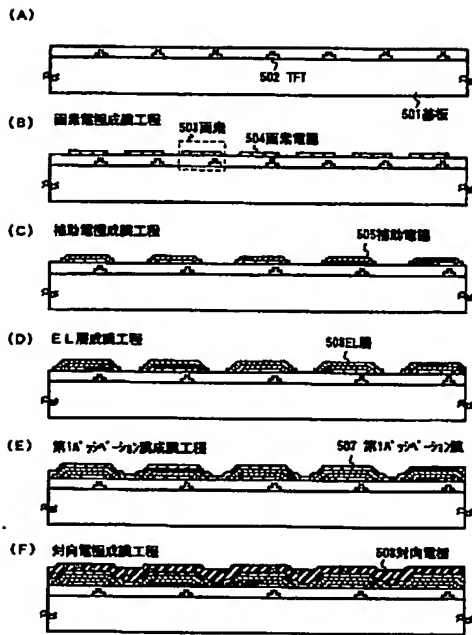 (A)
502 TFT
501基板
(B) 画素電極成膜工程
503画素
504画素電極
(C) 補助電極成膜工程
505補助電極
(D) EL層成膜工程
506EL層
(E) 第1パッシベーション膜成膜工程
507 第1パッシベーション膜
(F) 対向電極成膜工程
508対向電極